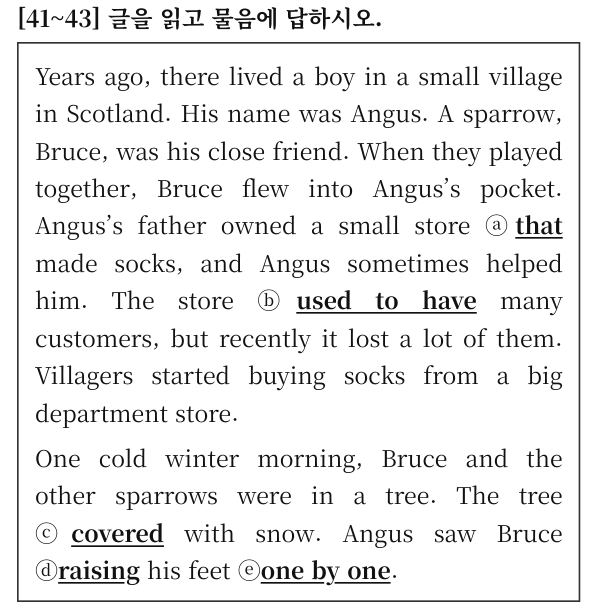 [41~43] 글을 읽고 물음에 답하시오.
Years ago, there lived a boy in a small village
in Scotland. His name was Angus. A sparrow,
Bruce, was his close friend. When they played
together, Bruce flew into Angus's pocket.
Angus's father owned a small store ⓐ that
made socks, and Angus sometimes helped
him. The store ⓑ used to have many
customers, but recently it lost a lot of them.
Villagers started buying socks from a big
department store.
One cold winter morning, Bruce and the
other sparrows were in a tree. The tree
ⓒ covered with snow. Angus saw Bruce
ⓓraising his feet ⓔone by one.